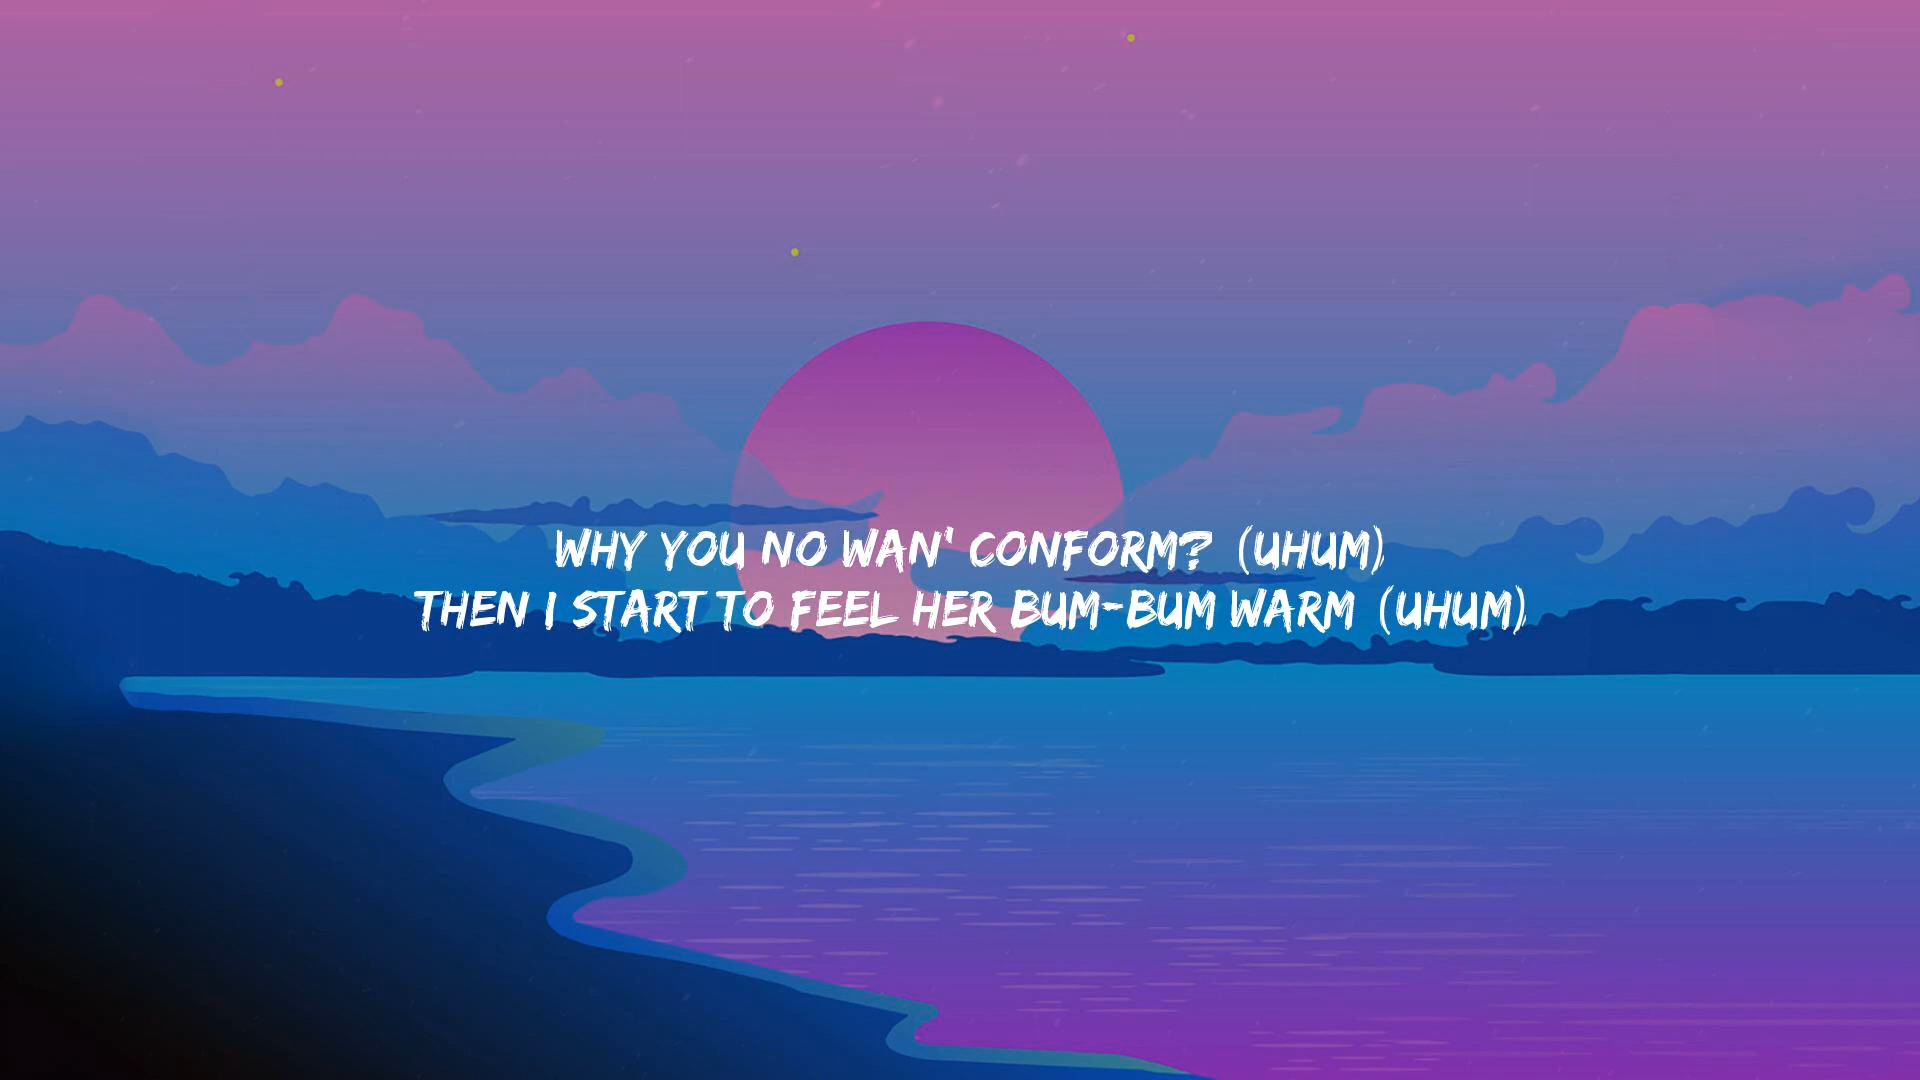 WHY YOU NO WAN' CONFORM? (UHUM)
THEN I START TO FEEL HER BUM-BUM WARM (UHUM)